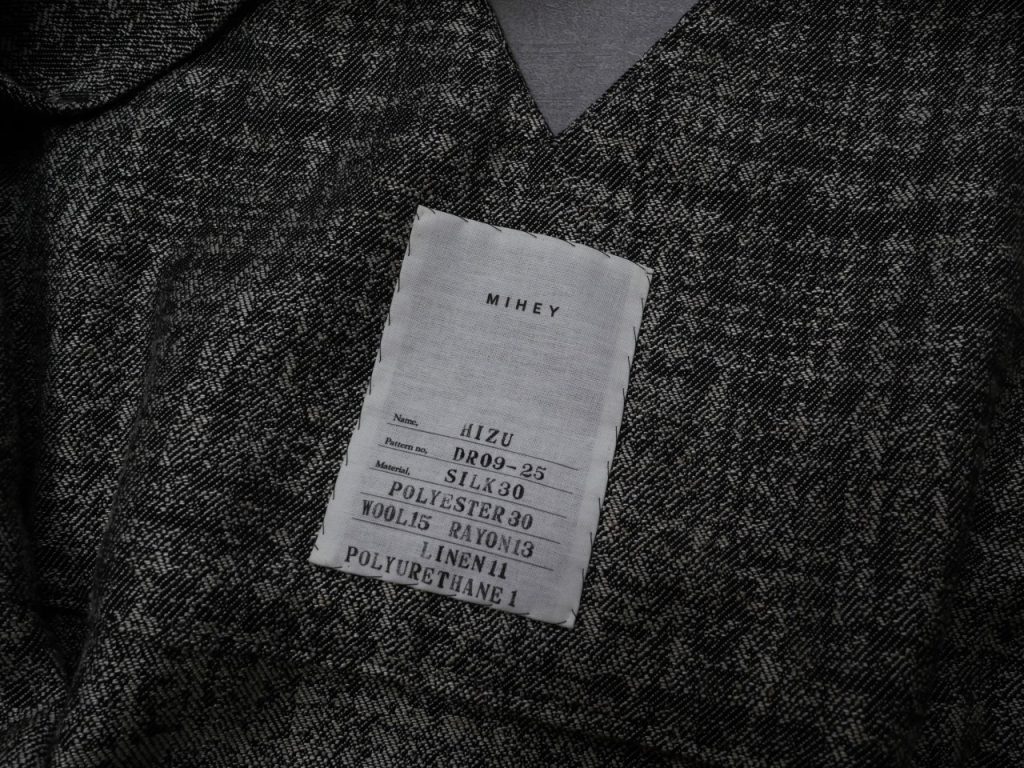 MIHEY
Name, HIZU
Pattern no, DR09-25
Material, SILK30
POLYESTER30
WOOL15 RAYON13
LINEN11
POLYURETHANE1